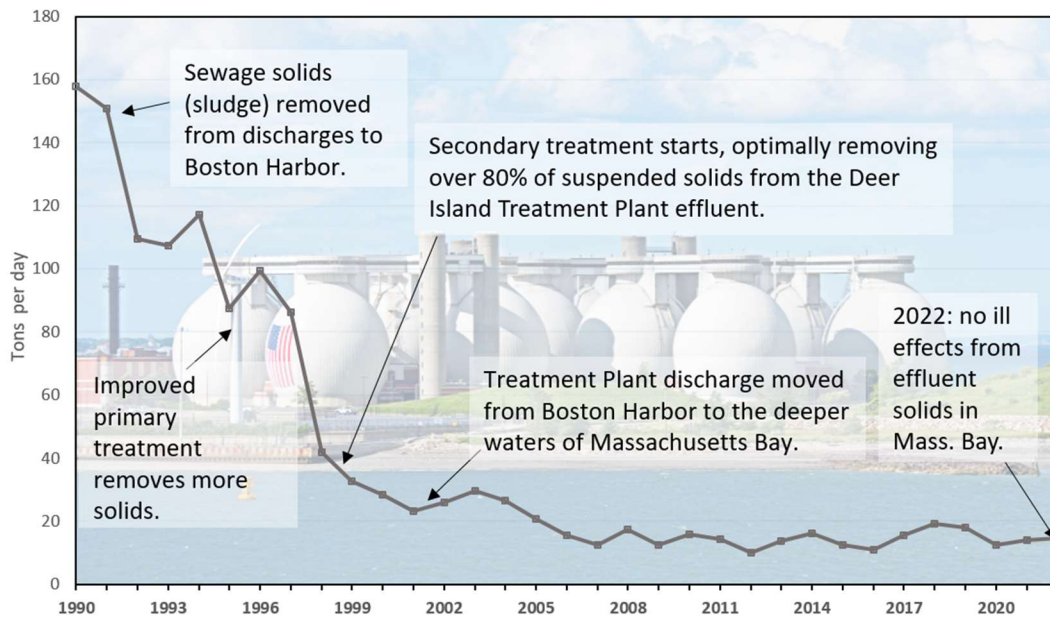 180
160
140
120
100
80
60
40
20
0
Tons per day
Sewage solids
(sludge) removed
from discharges to
Boston Harbor.
Secondary treatment starts, optimally removing
over 80% of suspended solids from the Deer
Island Treatment Plant effluent.
Improved
primary
treatment
removes more
solids.
Treatment Plant discharge moved
from Boston Harbor to the deeper
waters of Massachusetts Bay.
2022: no ill
effects from
effluent
solids in
Mass. Bay.
1990 1993 1996 1999 2002 2005 2008 2011 2014 2017 2020